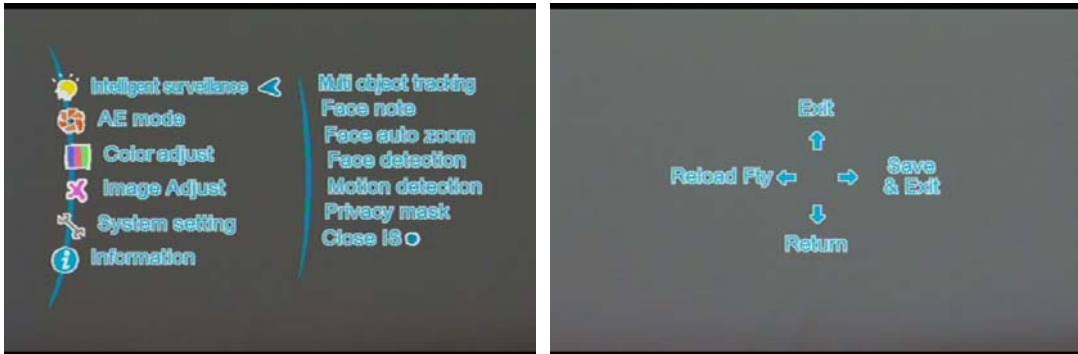 Intelligent surveillance
AE mode
Color adjust
Image Adjust
System setting
Information
Multi object tracking
Face note
Face auto zoom
Face detection
Motion detection
Privacy mask
Close IS
Exit
Reload Fty
Save
& Exit
Return